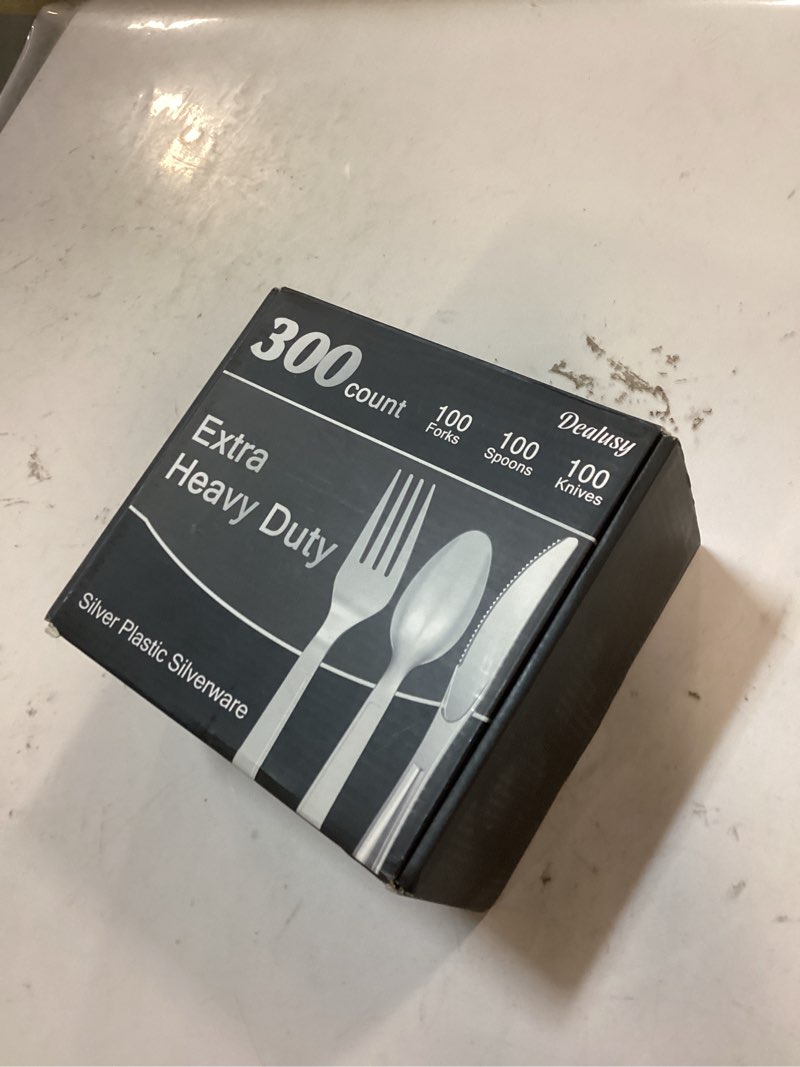 300 count
100
Forks
100
Spoons
100
Knives
Dealusy
Extra
Heavy Duty
Silver Plastic Silverware